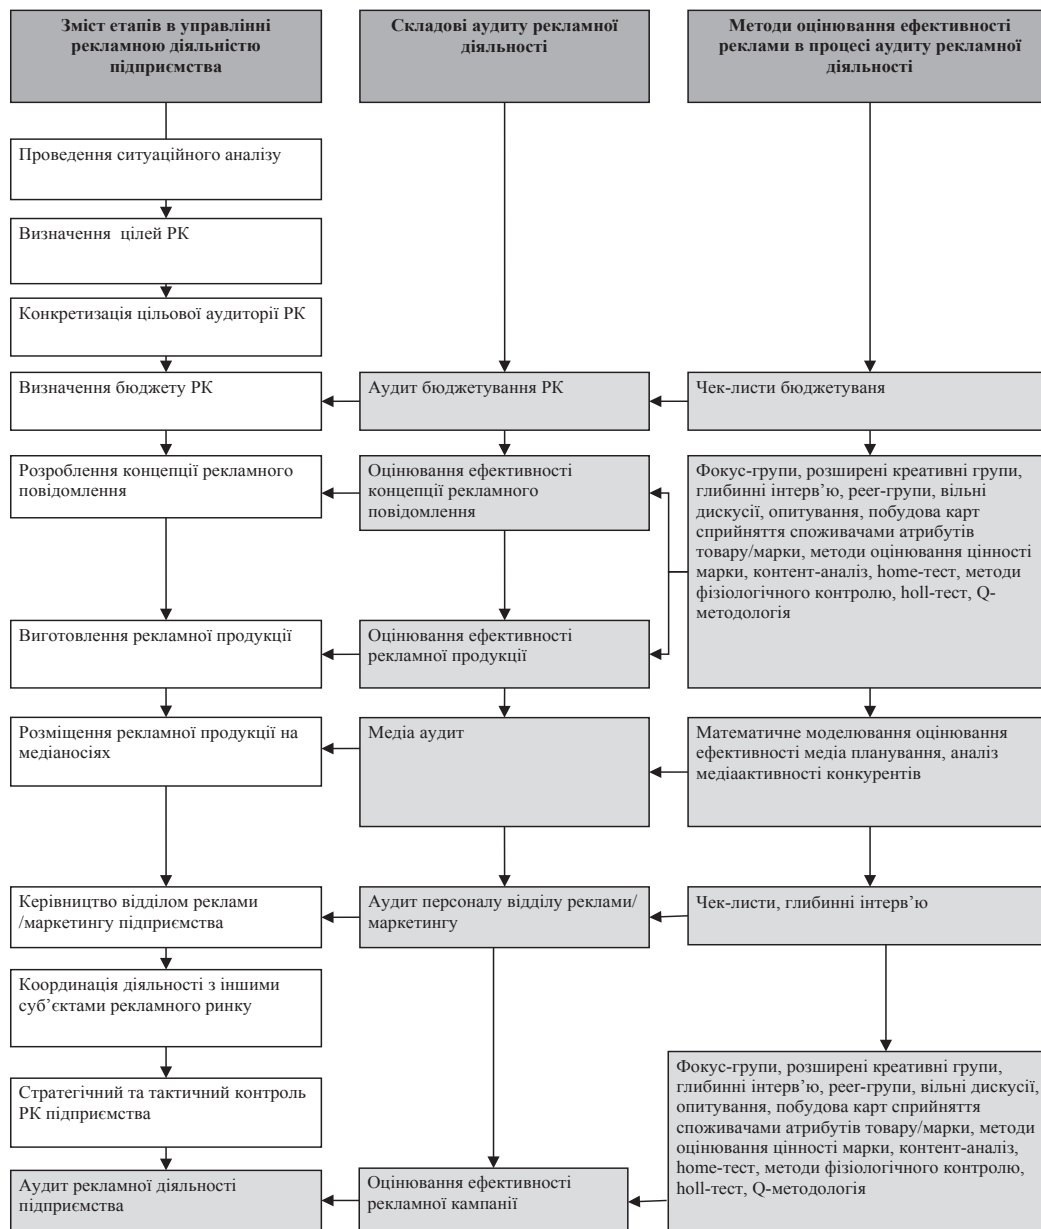 Зміст етапів в управлінні
рекламною діяльністю
підприємства
Складові аудиту рекламної
діяльності
Методи оцінювання ефективності
реклами в процесі аудиту рекламної
діяльності
Проведення ситуаційного аналізу
Визначення  цілей РК
Конкретизація цільової аудиторії РК
Визначення бюджету РК
Аудит бюджетування РК
Чек-листи бюджетуваня
Розроблення концепції рекламного
повідомлення
Оцінювання ефективності
концепції рекламного
повідомлення
Фокус-групи, розширені креативні групи,
глибинні інтерв’ю, peer-групи, вільні
дискусії, опитування, побудова карт
сприйняття споживачами атрибутів
товару/марки, методи оцінювання цінності
марки, контент-аналіз, home-тест, методи
фізіологічного контролю, holl-тест, Q-
методологія
Виготовлення рекламної продукції
Оцінювання ефективності
рекламної продукції
Розміщення рекламної продукції на
медіаносіях
Медіа аудит
Математичне моделювання оцінювання
ефективності медіа планування, аналіз
медіаактивності конкурентів
Керівництво відділом реклами
/маркетингу підприємства
Аудит персоналу відділу реклами/
маркетингу
Чек-листи, глибинні інтерв’ю
Координація діяльності з іншими
суб’єктами рекламного ринку
Стратегічний та тактичний контроль
РК підприємства
Фокус-групи, розширені креативні групи,
глибинні інтерв’ю, peer-групи, вільні дискусії,
опитування, побудова карт сприйняття
споживачами атрибутів товару/марки, методи
оцінювання цінності марки, контент-аналіз,
home-тест, методи фізіологічного контролю,
holl-тест, Q-методологія
Аудит рекламної діяльності
підприємства
Оцінювання ефективності
рекламної кампанії